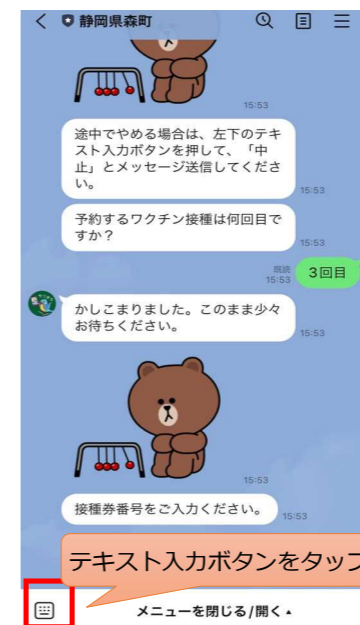 静岡県森町
15:53
途中でやめる場合は、左下のテキ
スト入力ボタンを押して、「中
止」とメッセージ送信してくださ
い。
15:53
予約するワクチン接種は何回目で
すか？
15:53
既読
15:53
3回目
かしこまりました。このまま少々
お待ちください。
15:53
15:53
接種券番号をご入力ください。
15:53
テキスト入力ボタンをタップ
メニューを閉じる/開く▲